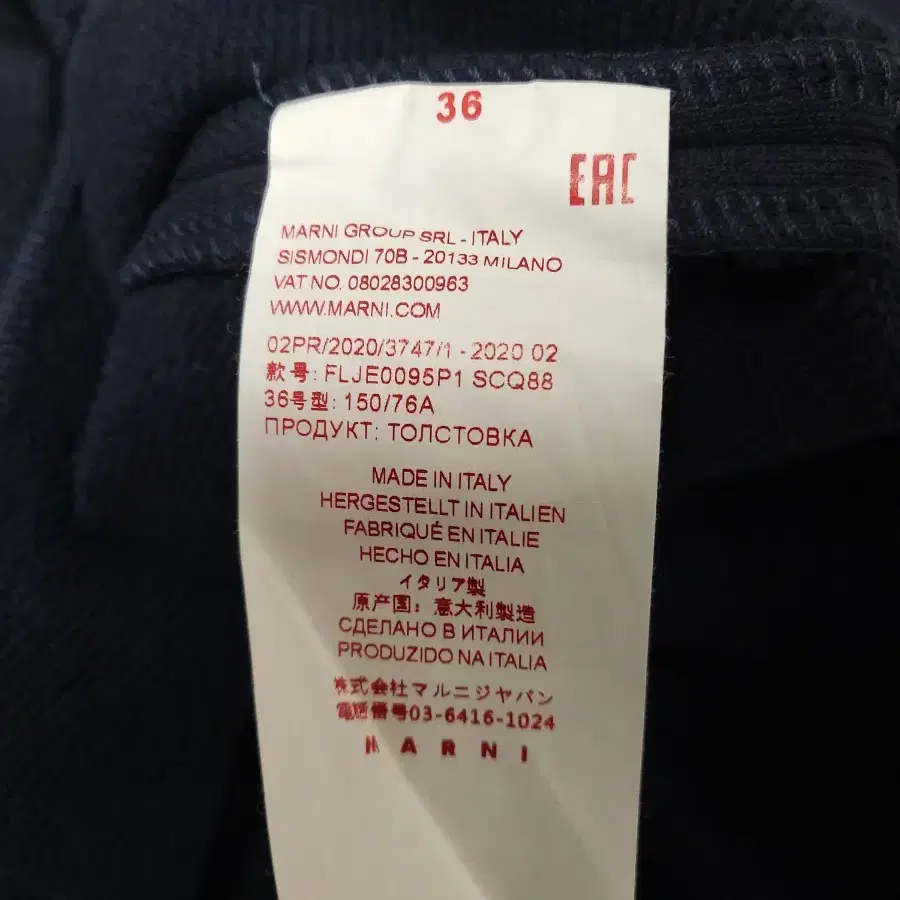 36
EAC
MARNI GROUP SRL - ITALY
SISMONDI 70B - 20133 MILANO
VAT NO. 08028300963
WWW.MARNI.COM
02PR/2020/3747/1 - 2020 02
款号: FLJE0095P1 SCQ88
36号型: 150/76A
ПРОДУКТ: ТОЛСТОВКА
MADE IN ITALY
HERGESTELLT IN ITALIEN
FABRIQUÉ EN ITALIE
HECHO EN ITALIA
イタリア製
原产国: 意大利製造
СДЕЛАНО В ИТАЛИИ
PRODUZIDO NA ITALIA
株式会社マルニジャパン
電話番号03-6416-1024
MARNI